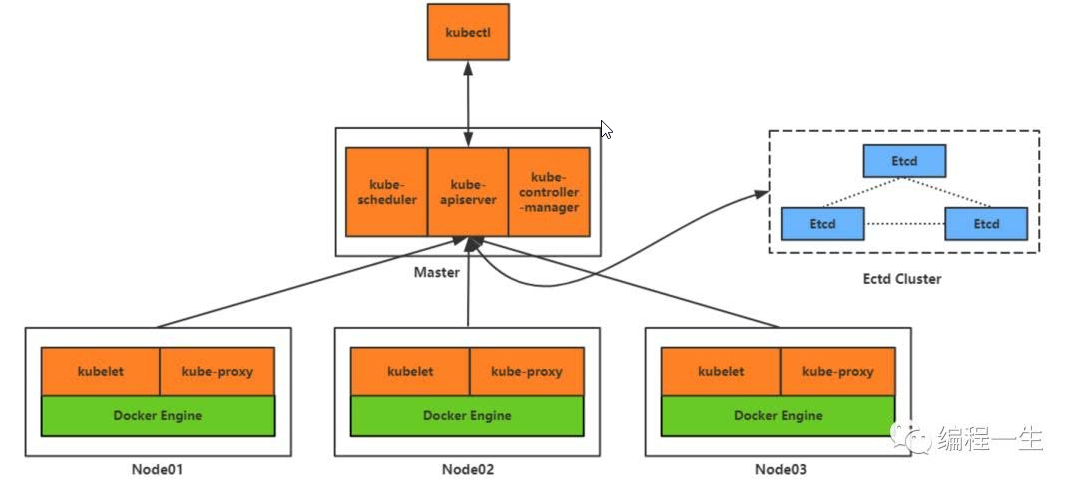 kubectl
kube-
scheduler
kube-
apiserver
kube-
controller
-manager
Master
Etcd
Etcd
Etcd
Ectd Cluster
kubelet
kube-proxy
Docker Engine
Node01
kubelet
kube-proxy
Docker Engine
Node02
kubelet
kube-proxy
Docker Engine
Node03
编程一生